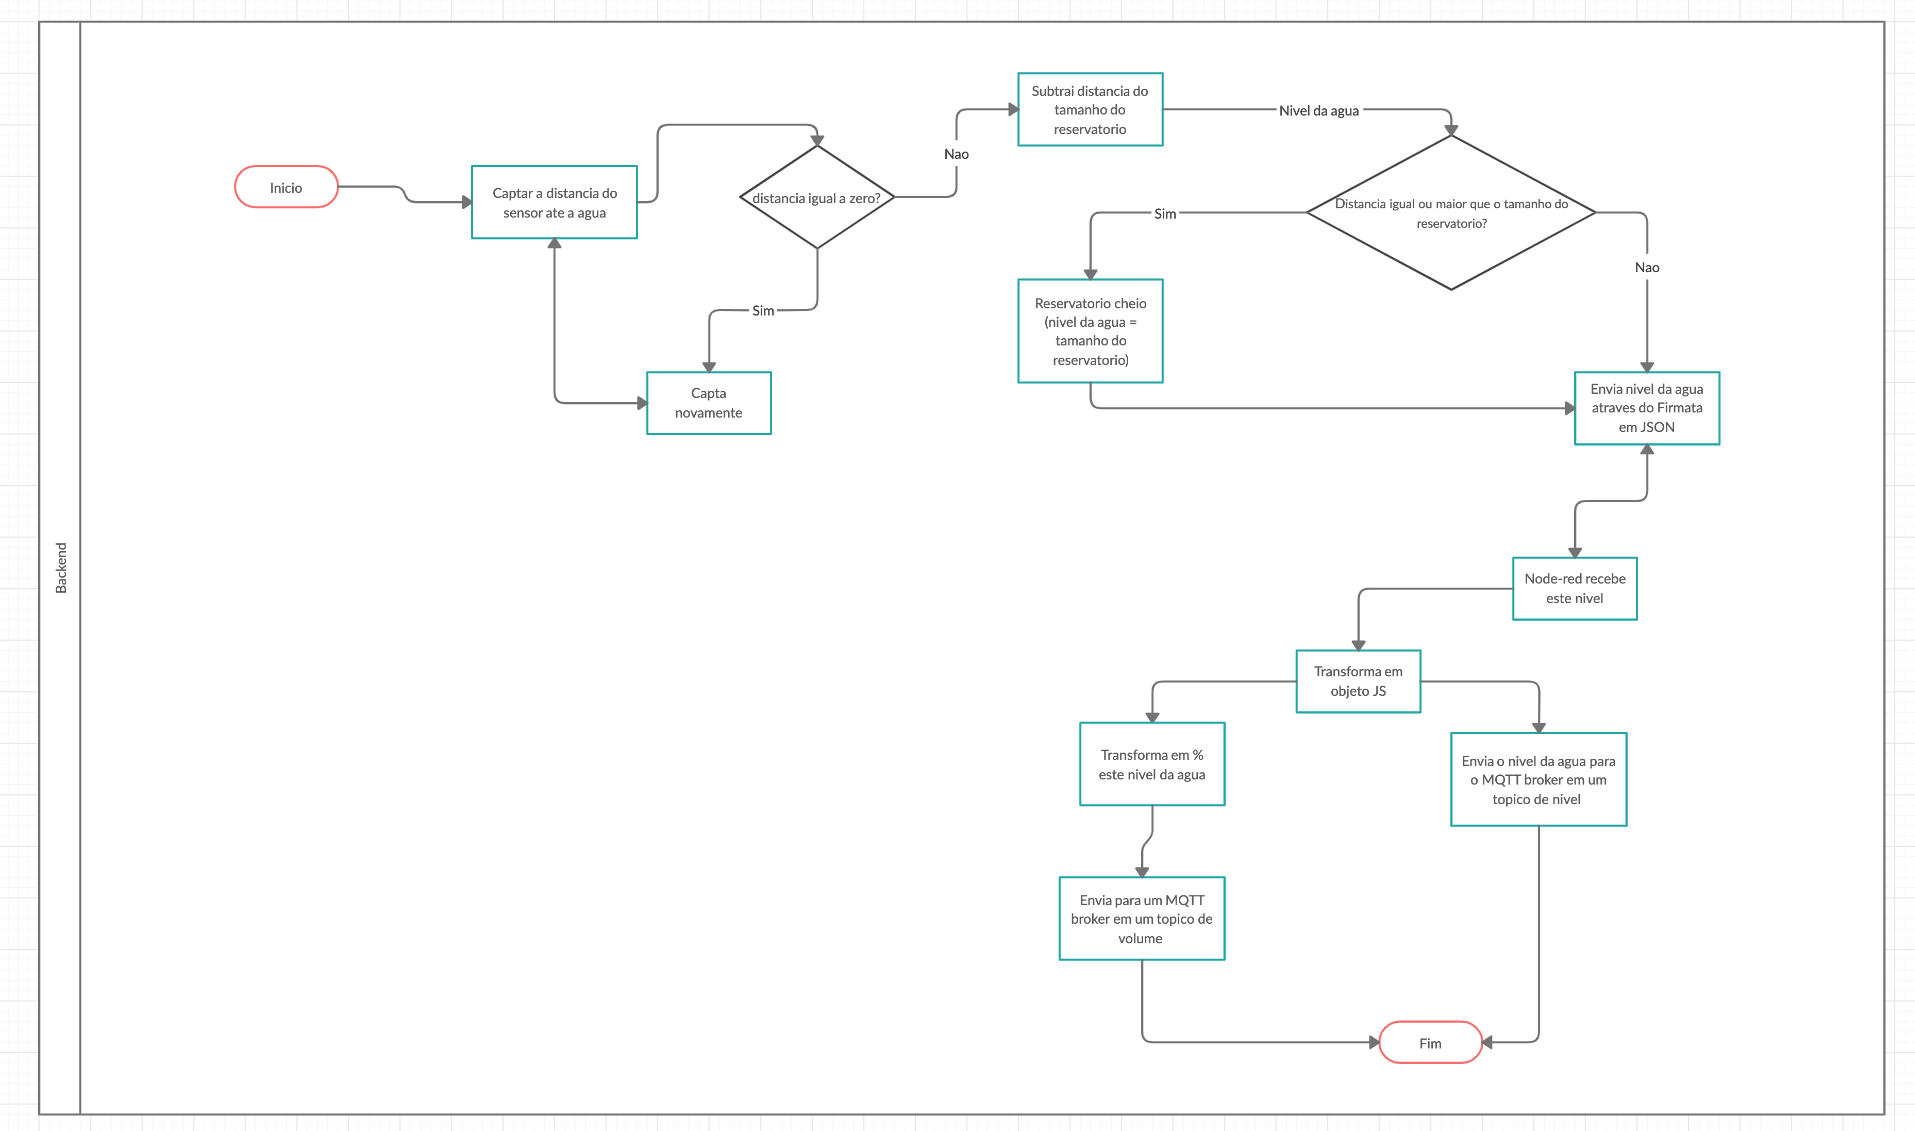 Backend
Inicio
Captar a distancia do
sensor ate a agua
distancia igual a zero?
Sim
Capta
novamente
Nao
Subtrai distancia do
tamanho do
reservatorio
Nivel da agua
Distancia igual ou maior que o tamanho do
reservatorio?
Sim
Reservatorio cheio
(nivel da agua =
tamanho do
reservatorio)
Nao
Envia nivel da agua
atraves do Firmata
em JSON
Node-red recebe
este nivel
Transforma em
objeto JS
Transforma em %
este nivel da agua
Envia o nivel da agua para
o MQTT broker em um
topico de nivel
Envia para um MQTT
broker em um topico de
volume
Fim